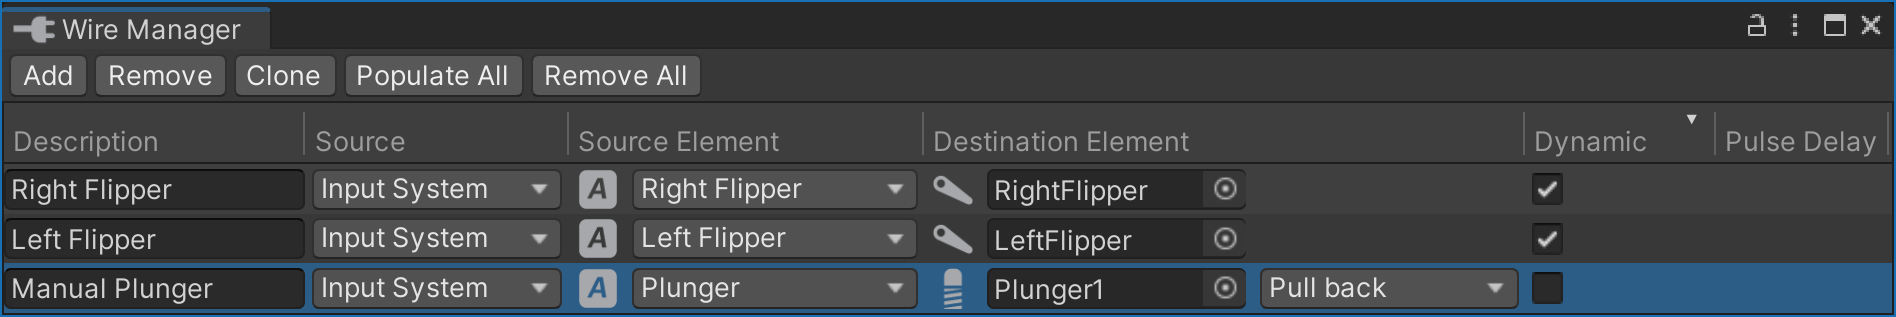 Wire Manager
Add Remove Clone Populate All Remove All
Description Source Source Element Destination Element Dynamic Pulse Delay
Right Flipper Input System A Right Flipper RightFlipper
Left Flipper Input System A Left Flipper LeftFlipper
Manual Plunger Input System A Plunger Plunger1 Pull back